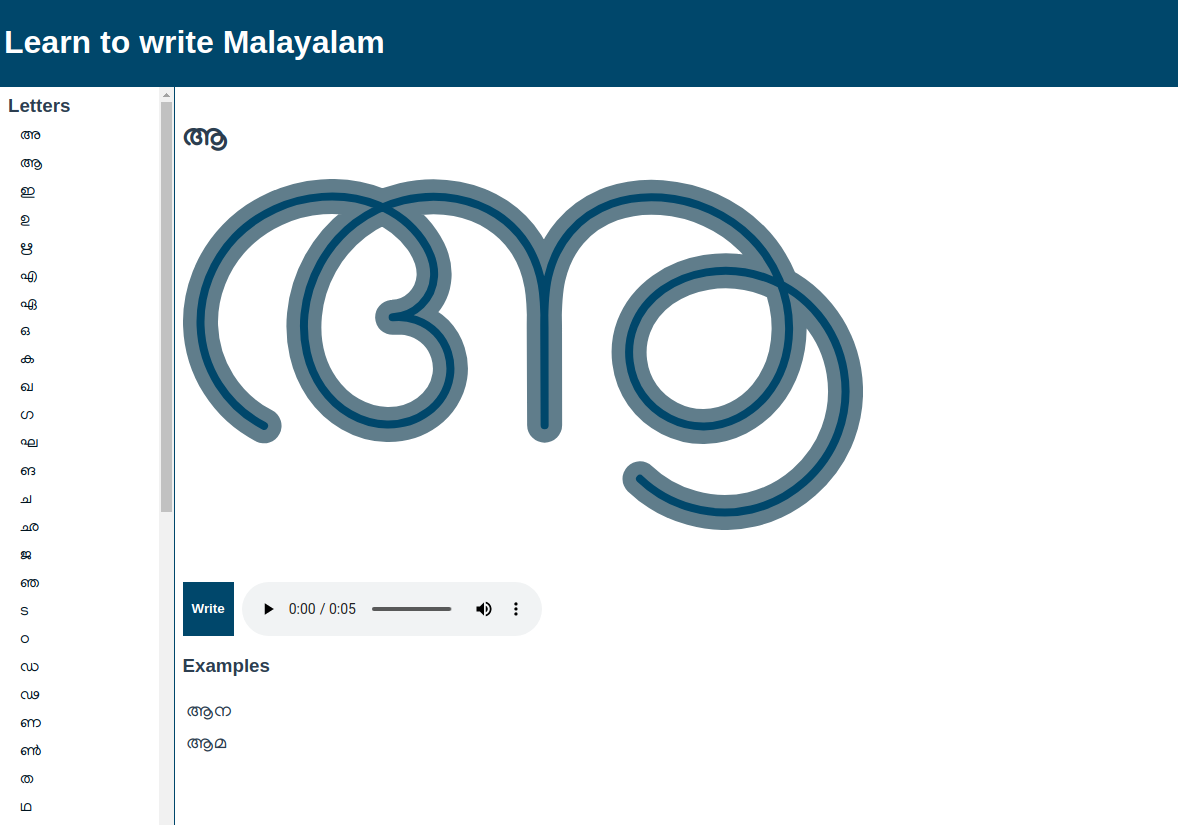 Learn to write Malayalam
Letters
അ
ആ
ഇ
ഉ
ഋ
എ
ഏ
ഒ
ക
ഖ
ഗ
ഘ
ങ
ച
ഛ
ജ
ഞ
ട
ഠ
ഡ
ഢ
ണ
ൺ
ത
ഥ
ആ
ആ
Write
0:00 / 0:05
Examples
ആന
ആമ